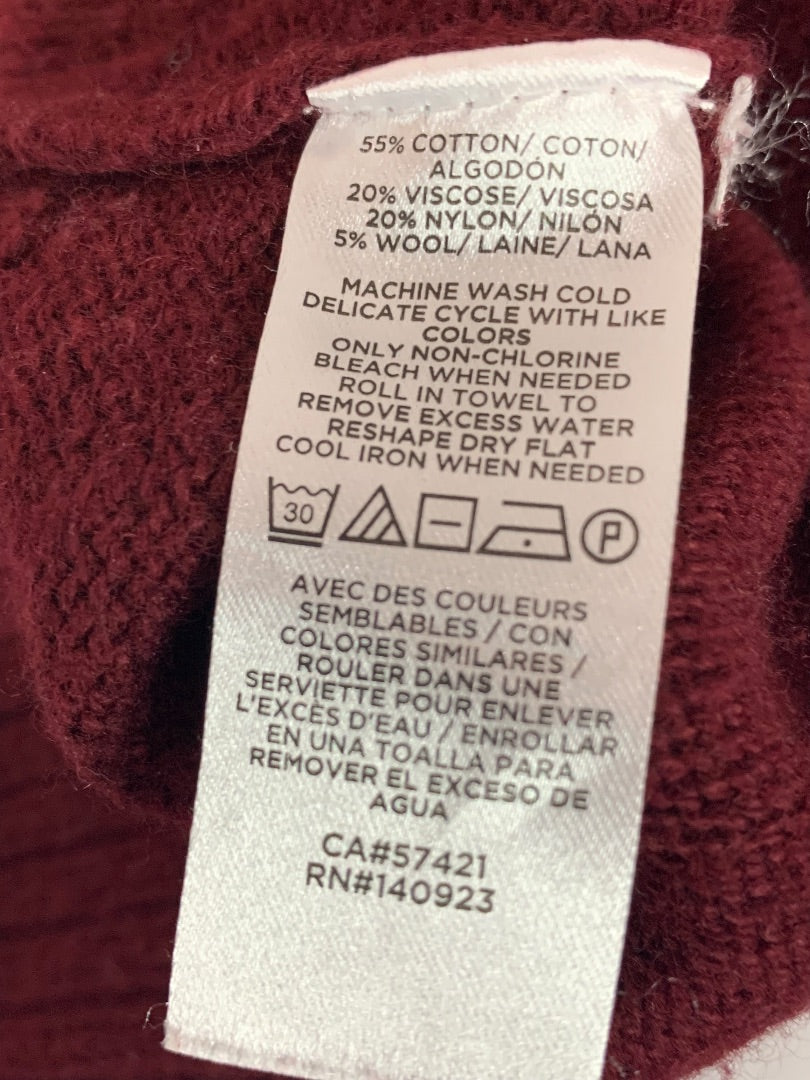 55% COTTON/ COTON/
ALGODÓN
20% VISCOSE/ VISCOSA
20% NYLON/ NILÓN
5% WOOL/ LAINE/ LANA
MACHINE WASH COLD
DELICATE CYCLE WITH LIKE
COLORS
ONLY NON-CHLORINE
BLEACH WHEN NEEDED
ROLL IN TOWEL TO
REMOVE EXCESS WATER
RESHAPE DRY FLAT
COOL IRON WHEN NEEDED
30 P
AVEC DES COULEURS
SEMBLABLES / CON
COLORES SIMILARES /
ROULER DANS UNE
SERVIETTE POUR ENLEVER
L'EXCÈS D'EAU / ENROLLAR
EN UNA TOALLA PARA
REMOVER EL EXCESO DE
AGUA
CA#57421
RN#140923